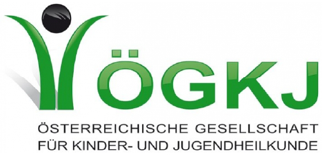 ÖGKJ
ÖSTERREICHISCHE GESELLSCHAFT
FÜR KINDER- UND JUGENDHEILKUNDE